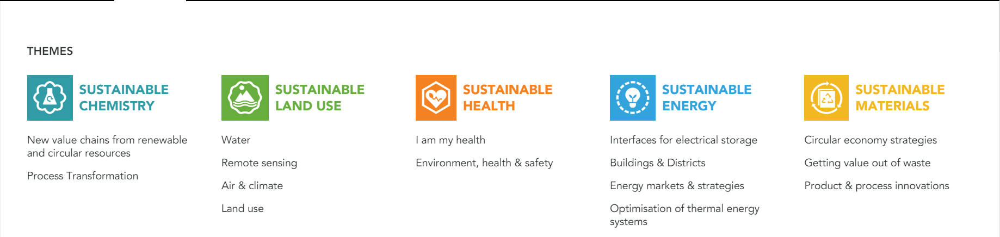 THEMES
SUSTAINABLE
CHEMISTRY
New value chains from renewable
and circular resources
Process Transformation
SUSTAINABLE
LAND USE
Water
Remote sensing
Air & climate
Land use
SUSTAINABLE
HEALTH
I am my health
Environment, health & safety
SUSTAINABLE
ENERGY
Interfaces for electrical storage
Buildings & Districts
Energy markets & strategies
Optimisation of thermal energy
systems
SUSTAINABLE
MATERIALS
Circular economy strategies
Getting value out of waste
Product & process innovations